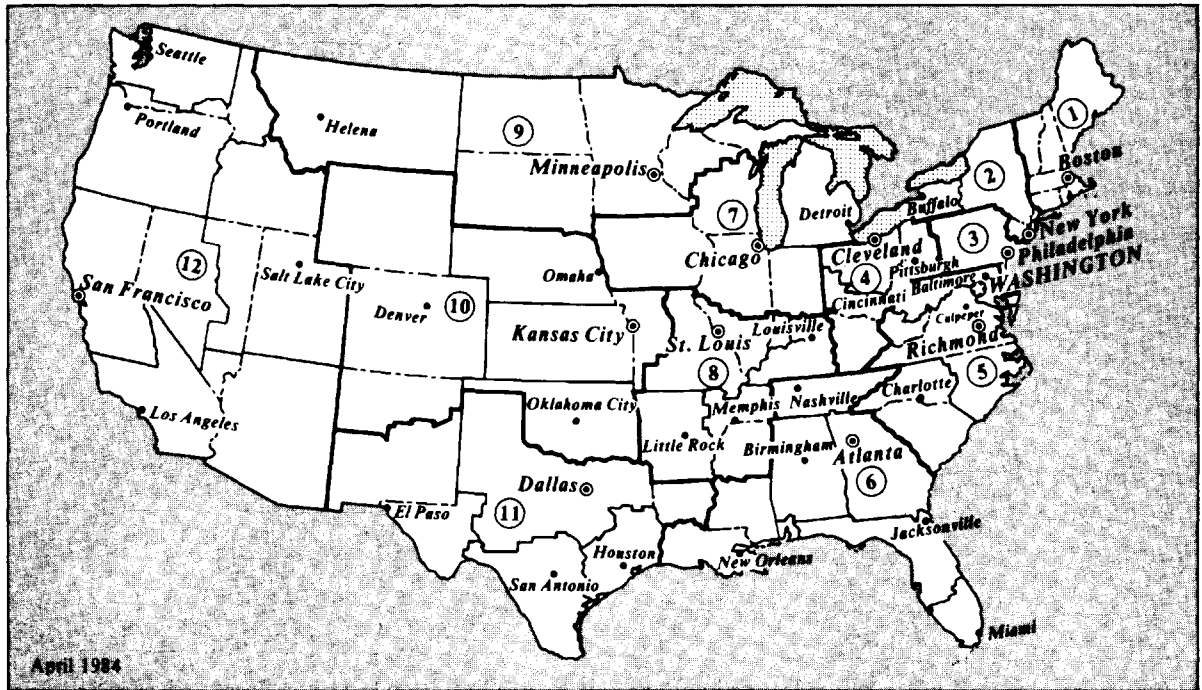 Seattle
Portland
Helena
9
Minneapolis
1
Boston
2
Buffalo
7
Detroit
New York
3
Philadelphia
Cleveland
Chicago
Pittsburgh
WASHINGTON
4
Baltimore
Cincinnati
12
Salt Lake City
San Francisco
Omaha
10
Denver
Kansas City
St. Louis
Louisville
Culpeper
Richmond
8
5
Charlotte
Los Angeles
Oklahoma City
Memphis
Nashville
Little Rock
Birmingham
Atlanta
6
Dallas
11
El Paso
Jacksonville
Houston
New Orleans
San Antonio
Miami
April 1984